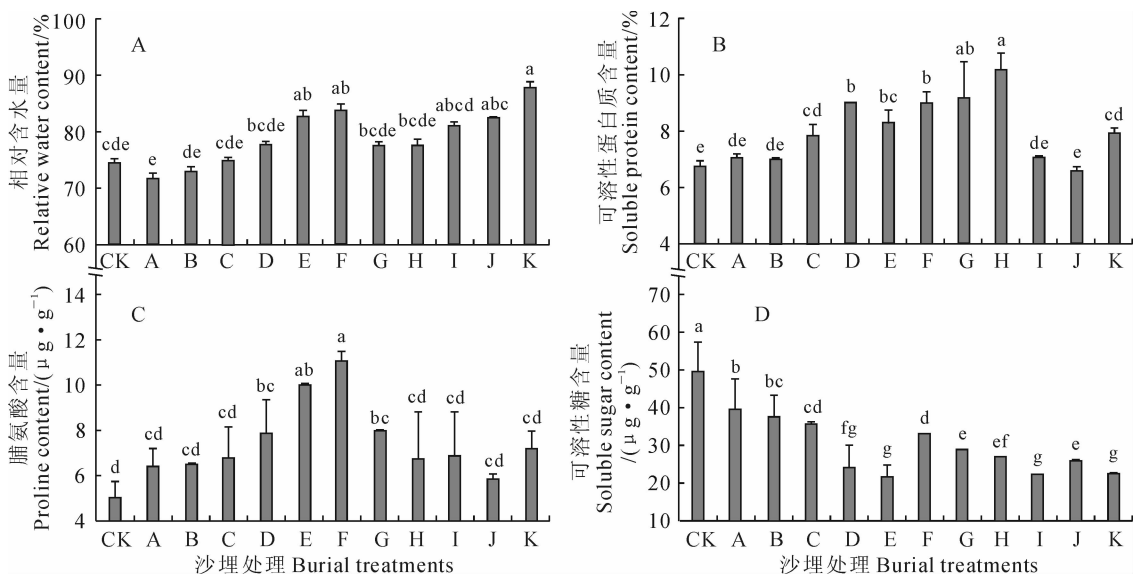 相对含水量
Relative water content/%
100
90
80
70
60
A
cde
e
de
cde
bcde
ab
ab
bcde
bcde
abcd
abc
a
CK A B C D E F G H I J K
可溶性蛋白质含量
Soluble protein content/%
12
10
8
6
4
B
e
de
de
cd
b
bc
b
ab
a
de
e
cd
CK A B C D E F G H I J K
脯氨酸含量
Proline content/(μg·g⁻¹)
14
12
10
8
6
4
C
d
cd
cd
cd
bc
ab
a
bc
cd
cd
cd
cd
CK A B C D E F G H I J K
沙埋处理 Burial treatments
可溶性糖含量
Soluble sugar content
/(μg·g⁻¹)
70
60
50
40
30
20
10
D
a
b
bc
cd
fg
g
d
e
ef
g
e
g
CK A B C D E F G H I J K
沙埋处理 Burial treatments